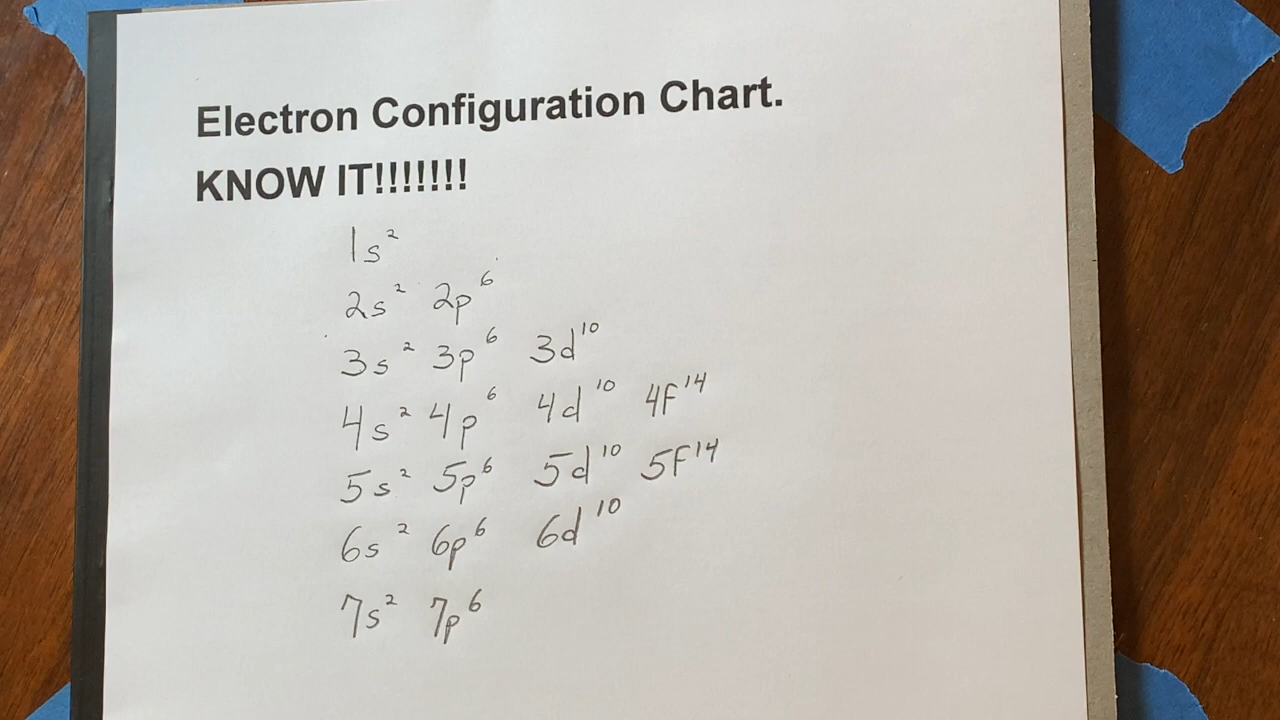 Electron Configuration Chart.
KNOW IT!!!!!!!
1s²
2s² 2p⁶
3s² 3p⁶ 3d¹⁰
4s² 4p⁶ 4d¹⁰ 4f¹⁴
5s² 5p⁶ 5d¹⁰ 5f¹⁴
6s² 6p⁶ 6d¹⁰
7s² 7p⁶